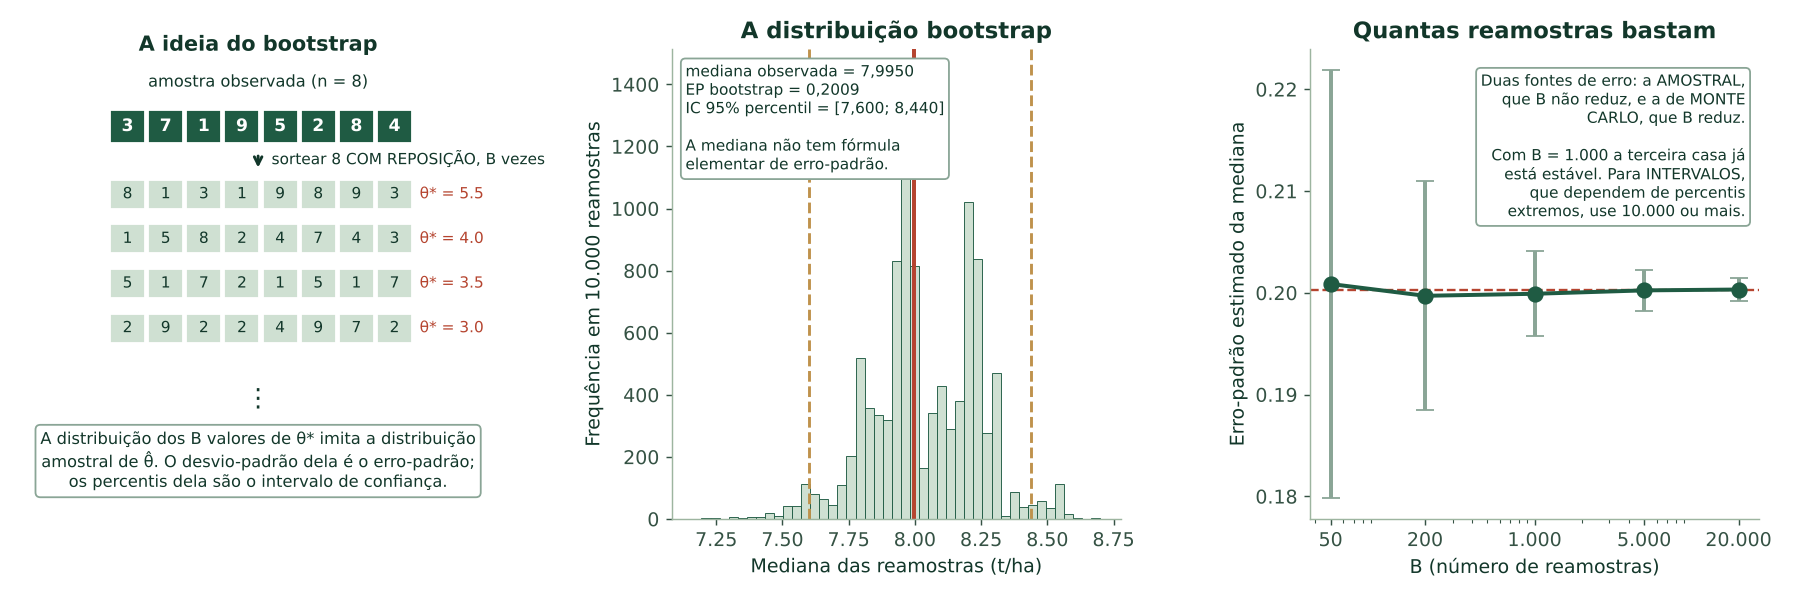 A ideia do bootstrap
amostra observada (n = 8)
3 7 1 9 5 2 8 4
sortear 8 COM REPOSIÇÃO, B vezes
8 1 3 1 9 8 9 3 θ* = 5.5
1 5 8 2 4 7 4 3 θ* = 4.0
5 1 7 2 1 5 1 7 θ* = 3.5
2 9 2 2 4 9 7 2 θ* = 3.0
⋮
A distribuição dos B valores de θ* imita a distribuição
amostral de θ̂. O desvio-padrão dela é o erro-padrão;
os percentis dela são o intervalo de confiança.
A distribuição bootstrap
mediana observada = 7,9950
EP bootstrap = 0,2009
IC 95% percentil = [7,600; 8,440]
A mediana não tem fórmula
elementar de erro-padrão.
Frequência em 10.000 reamostras
1400
1200
1000
800
600
400
200
0
7.25 7.50 7.75 8.00 8.25 8.50 8.75
Mediana das reamostras (t/ha)
Quantas reamostras bastam
Duas fontes de erro: a AMOSTRAL,
que B não reduz, e a de MONTE
CARLO, que B reduz.
Com B = 1.000 a terceira casa já
está estável. Para INTERVALOS,
que dependem de percentis
extremos, use 10.000 ou mais.
Erro-padrão estimado da mediana
0.22
0.21
0.20
0.19
0.18
50 200 1.000 5.000 20.000
B (número de reamostras)